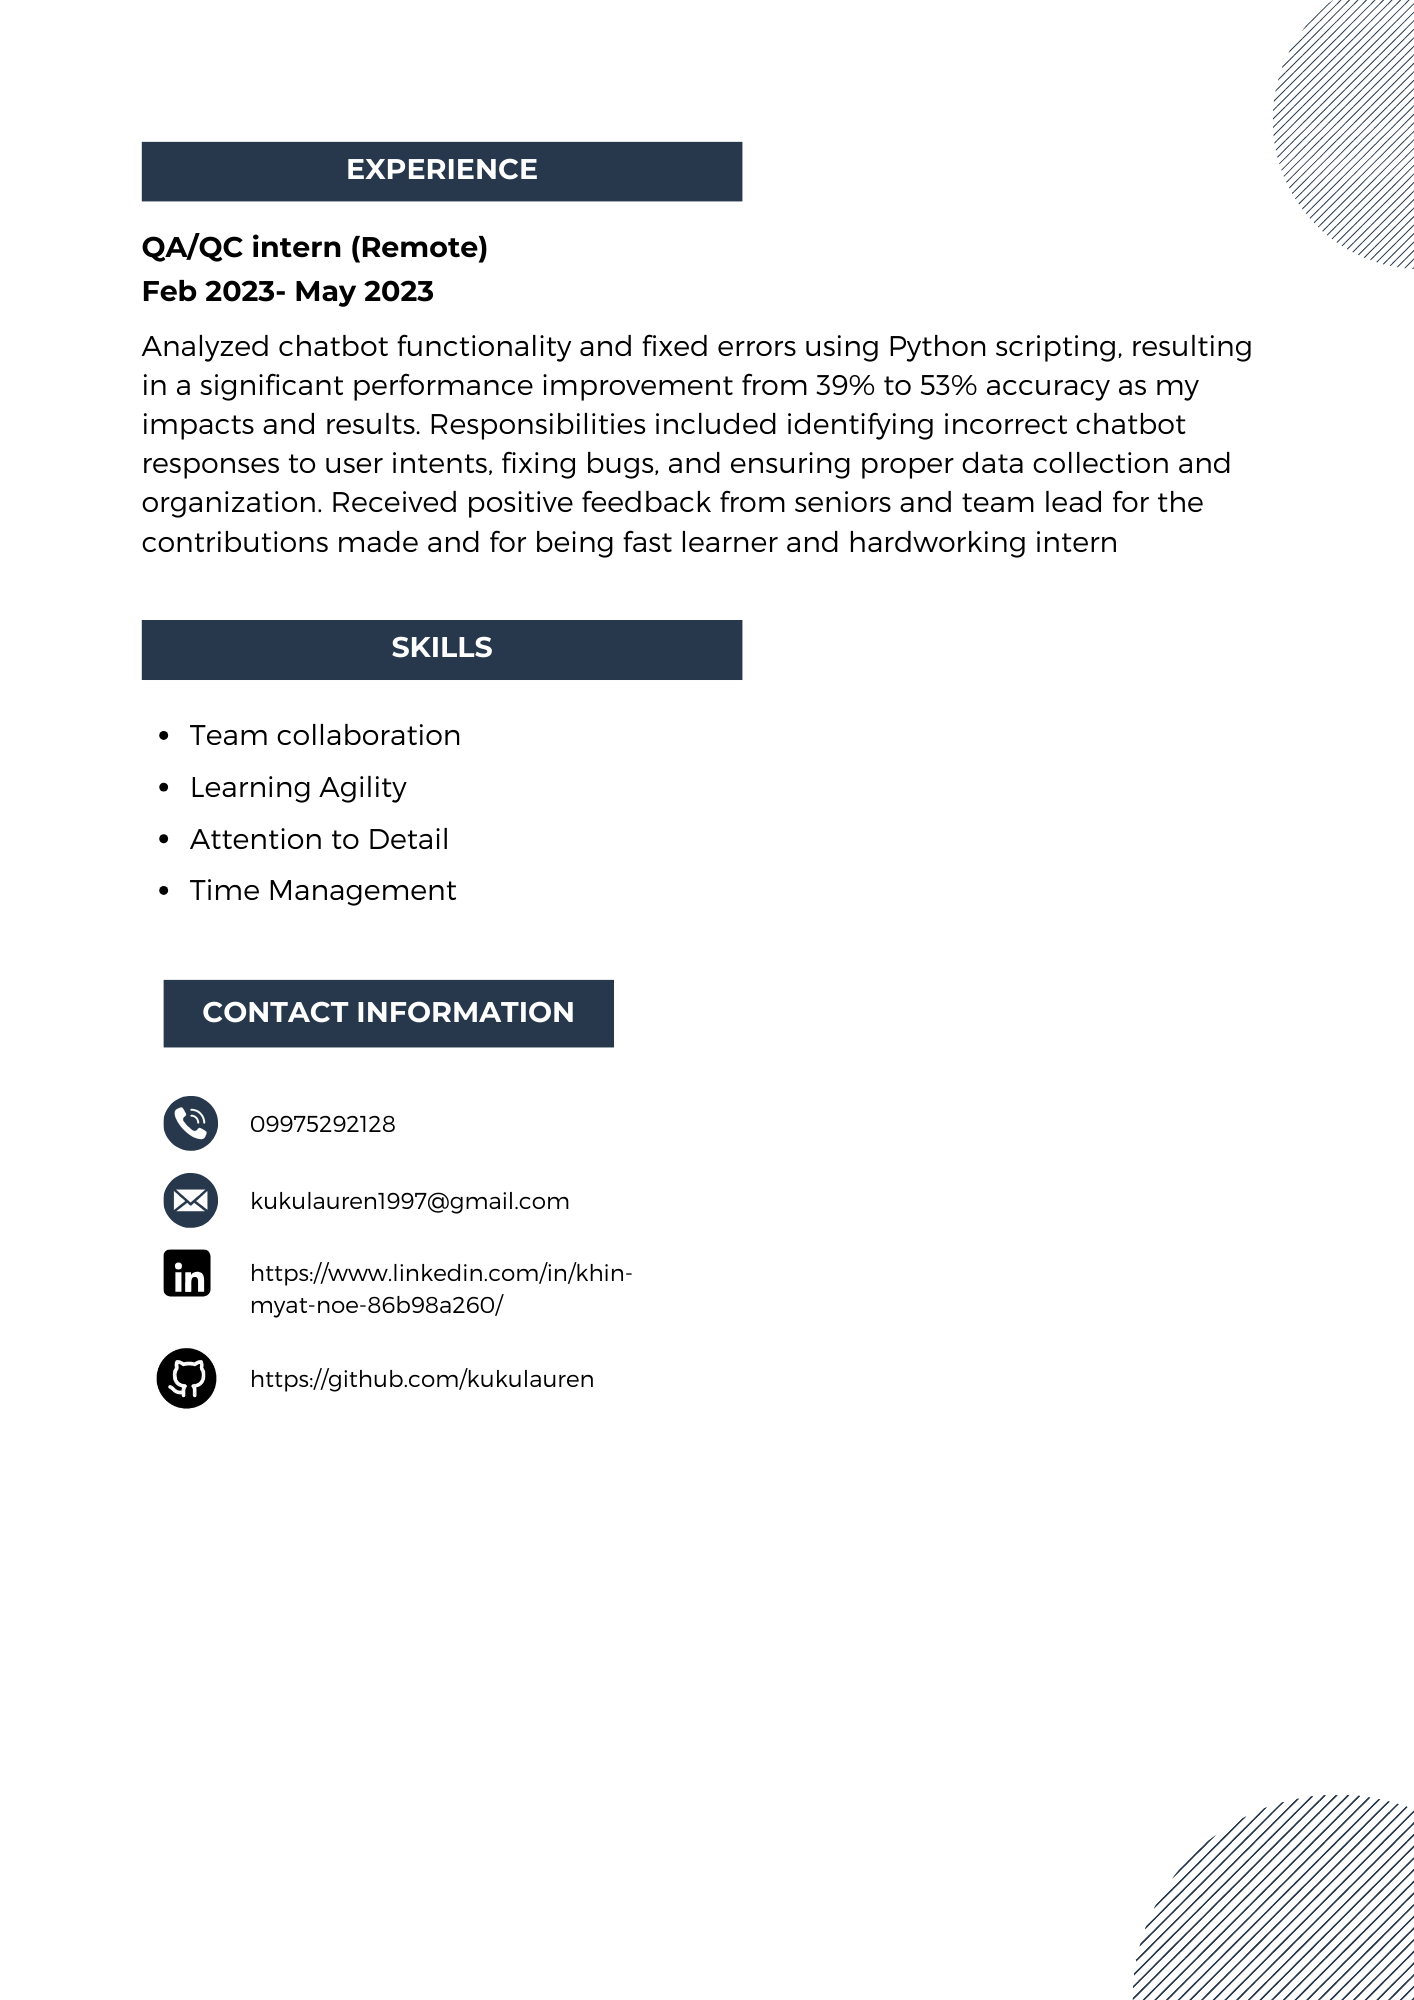 EXPERIENCE
QA/QC intern (Remote)
Feb 2023- May 2023
Analyzed chatbot functionality and fixed errors using Python scripting, resulting
in a significant performance improvement from 39% to 53% accuracy as my
impacts and results. Responsibilities included identifying incorrect chatbot
responses to user intents, fixing bugs, and ensuring proper data collection and
organization. Received positive feedback from seniors and team lead for the
contributions made and for being fast learner and hardworking intern
SKILLS
• Team collaboration
• Learning Agility
• Attention to Detail
• Time Management
CONTACT INFORMATION
09975292128
kukulauren1997@gmail.com
in
https://www.linkedin.com/in/khin-
myat-noe-86b98a260/
https://github.com/kukulauren